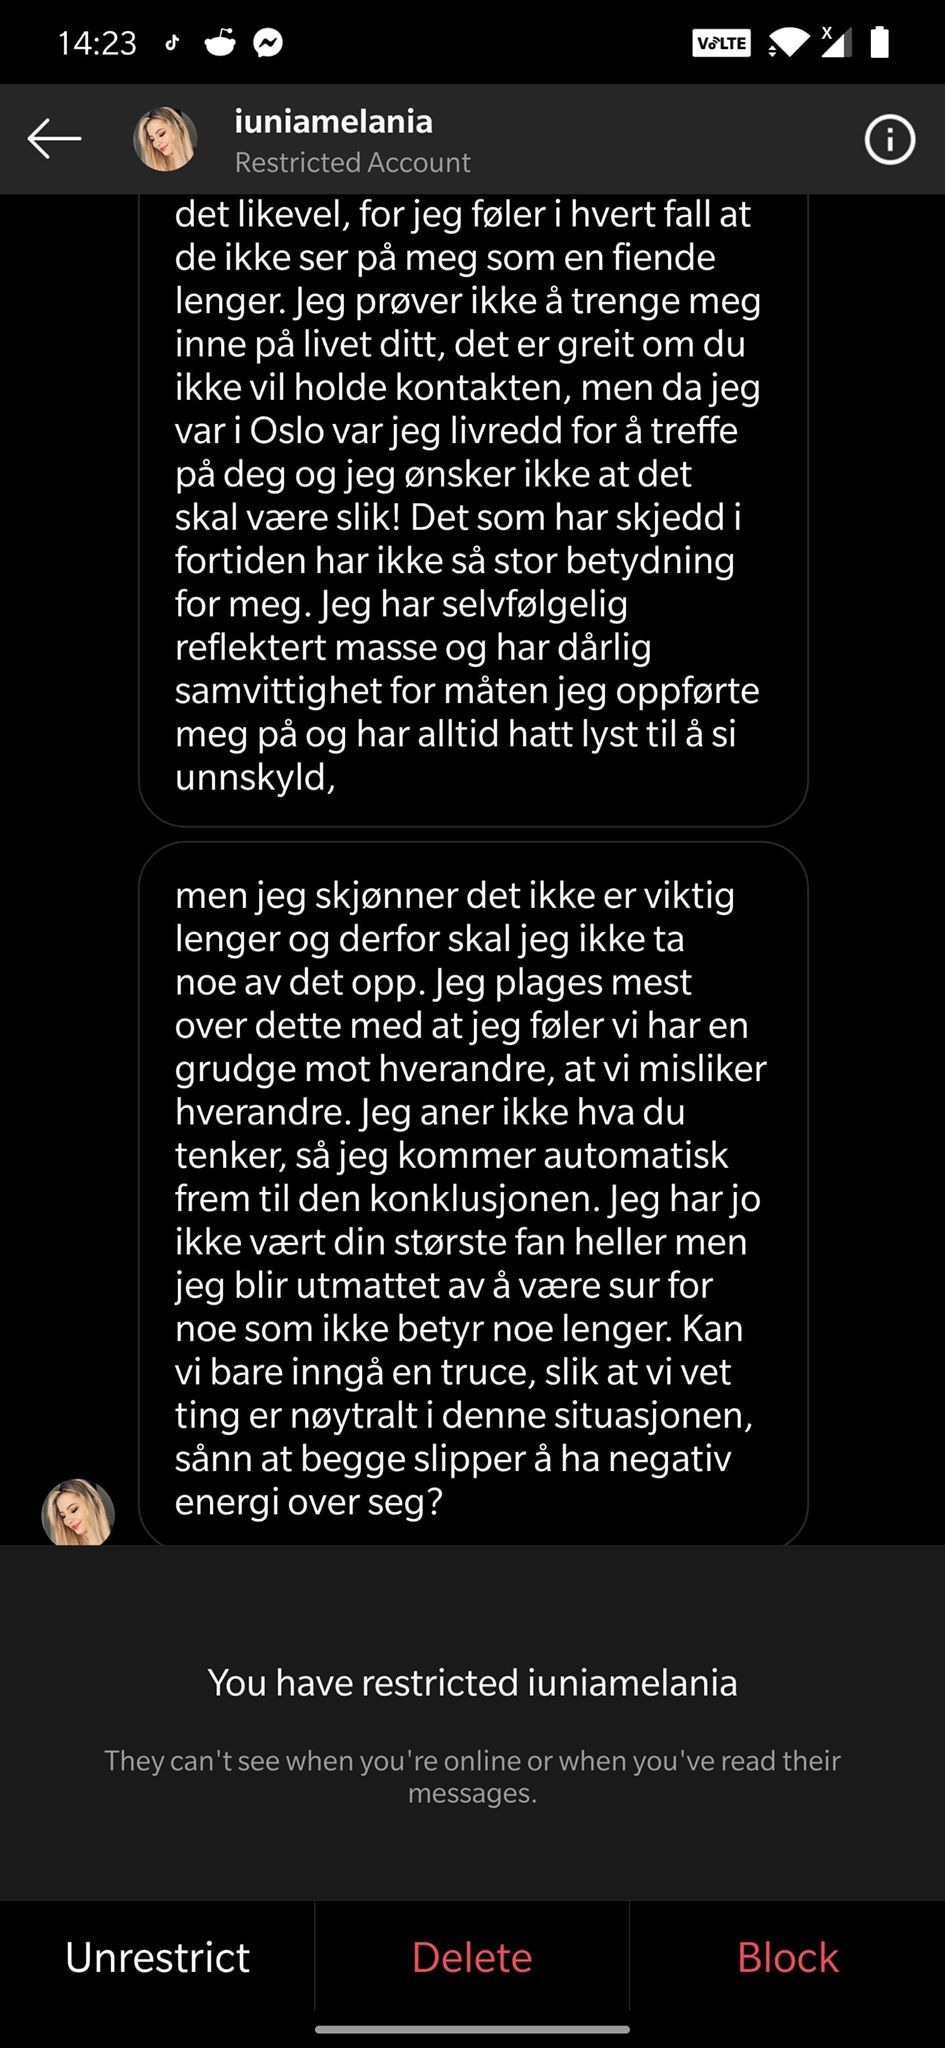 14:23
VoLTE
X
iuniamelania
Restricted Account
det likevel, for jeg føler i hvert fall at
de ikke ser på meg som en fiende
lenger. Jeg prøver ikke å trenge meg
inne på livet ditt, det er greit om du
ikke vil holde kontakten, men da jeg
var i Oslo var jeg livredd for å treffe
på deg og jeg ønsker ikke at det
skal være slik! Det som har skjedd i
fortiden har ikke så stor betydning
for meg. Jeg har selvfølgelig
reflektert masse og har dårlig
samvittighet for måten jeg oppførte
meg på og har alltid hatt lyst til å si
unnskyld,
men jeg skjønner det ikke er viktig
lenger og derfor skal jeg ikke ta
noe av det opp. Jeg plages mest
over dette med at jeg føler vi har en
grudge mot hverandre, at vi misliker
hverandre. Jeg aner ikke hva du
tenker, så jeg kommer automatisk
frem til den konklusjonen. Jeg har jo
ikke vært din største fan heller men
jeg blir utmattet av å være sur for
noe som ikke betyr noe lenger. Kan
vi bare inngå en truce, slik at vi vet
ting er nøytralt i denne situasjonen,
sånn at begge slipper å ha negativ
energi over seg?
You have restricted iuniamelania
They can't see when you're online or when you've read their
messages.
Unrestrict
Delete
Block